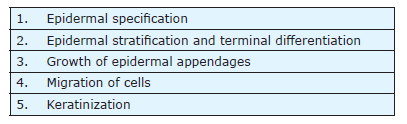 1. Epidermal specification
2. Epidermal stratification and terminal differentiation
3. Growth of epidermal appendages
4. Migration of cells
5. Keratinization